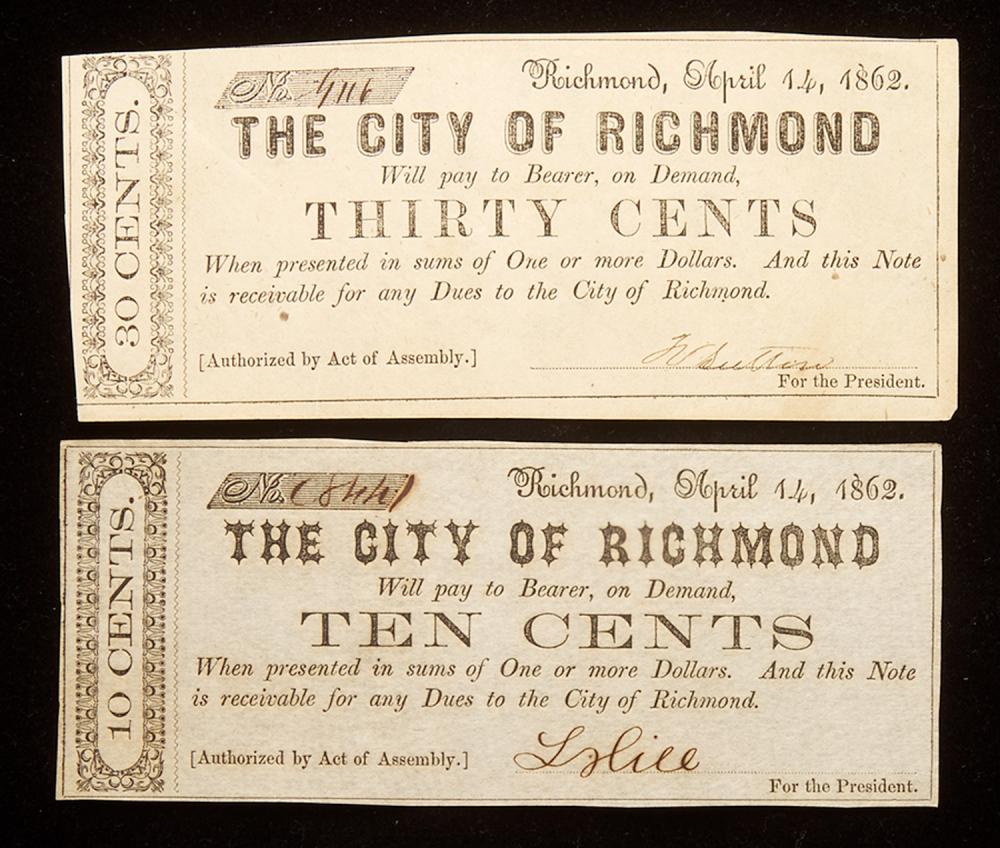 30 CENTS.
No. 9116
Richmond, April 14, 1862.
THE CITY OF RICHMOND
Will pay to Bearer, on Demand,
THIRTY CENTS
When presented in sums of One or more Dollars. And this Note
is receivable for any Dues to the City of Richmond.
[Authorized by Act of Assembly.]
Sutton
For the President.
10 CENTS.
No.
Richmond, April 14, 1862.
THE CITY OF RICHMOND
Will pay to Bearer, on Demand,
TEN CENTS
When presented in sums of One or more Dollars. And this Note
is receivable for any Dues to the City of Richmond.
[Authorized by Act of Assembly.]
Hill
For the President.